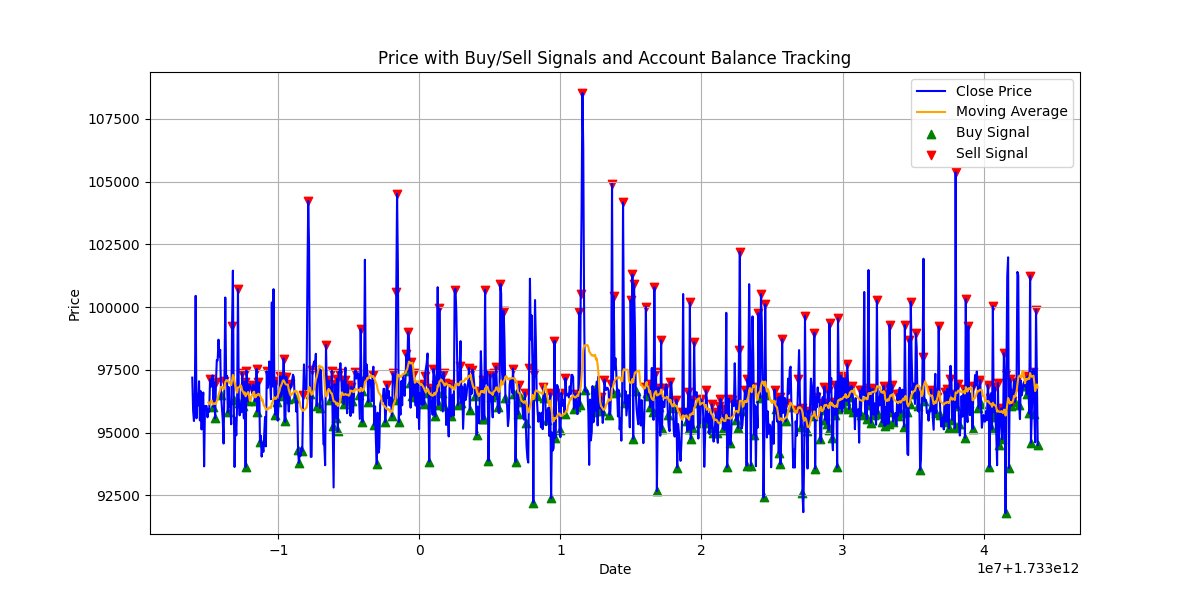 Price with Buy/Sell Signals and Account Balance Tracking
Close Price
Moving Average
Buy Signal
Sell Signal
Price
107500
105000
102500
100000
97500
95000
92500
−1
0
1
2
3
4
Date
1e7+1.733e12